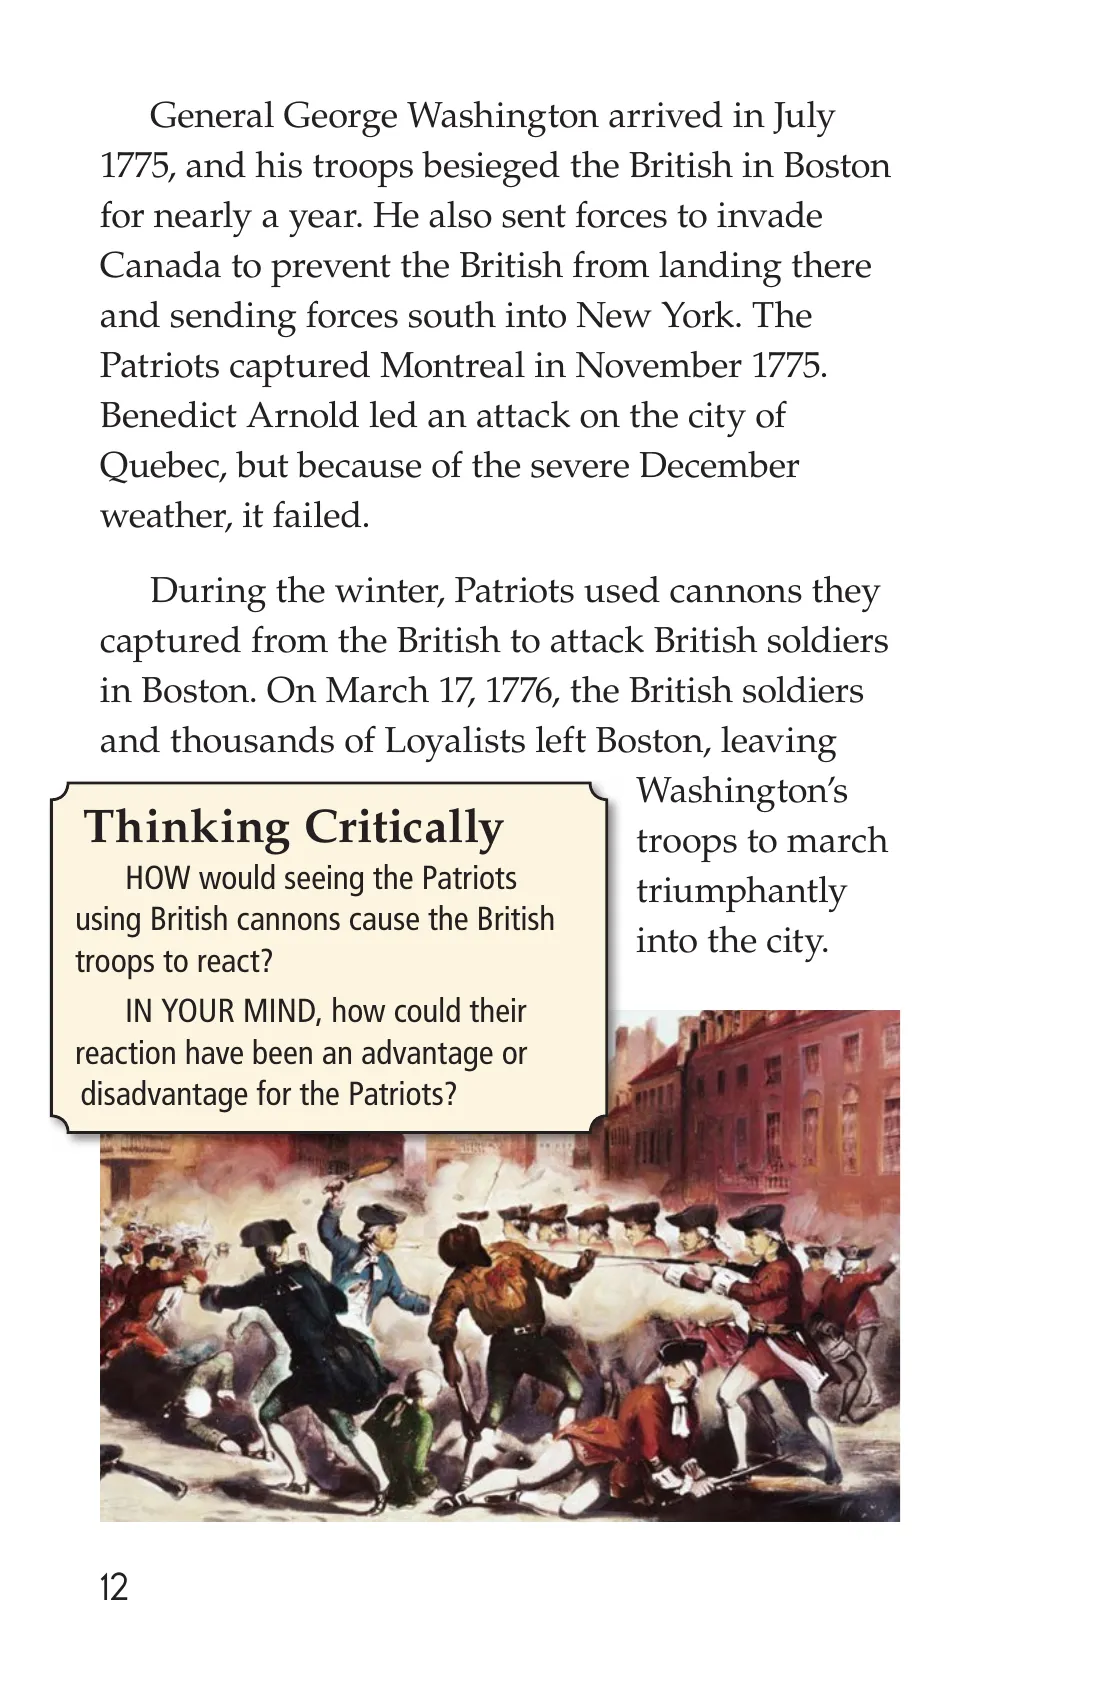 General George Washington arrived in July
1775, and his troops besieged the British in Boston
for nearly a year. He also sent forces to invade
Canada to prevent the British from landing there
and sending forces south into New York. The
Patriots captured Montreal in November 1775.
Benedict Arnold led an attack on the city of
Quebec, but because of the severe December
weather, it failed.
During the winter, Patriots used cannons they
captured from the British to attack British soldiers
in Boston. On March 17, 1776, the British soldiers
and thousands of Loyalists left Boston, leaving
Washington’s
troops to march
triumphantly
into the city.
Thinking Critically
HOW would seeing the Patriots
using British cannons cause the British
troops to react?
IN YOUR MIND, how could their
reaction have been an advantage or
disadvantage for the Patriots?
12